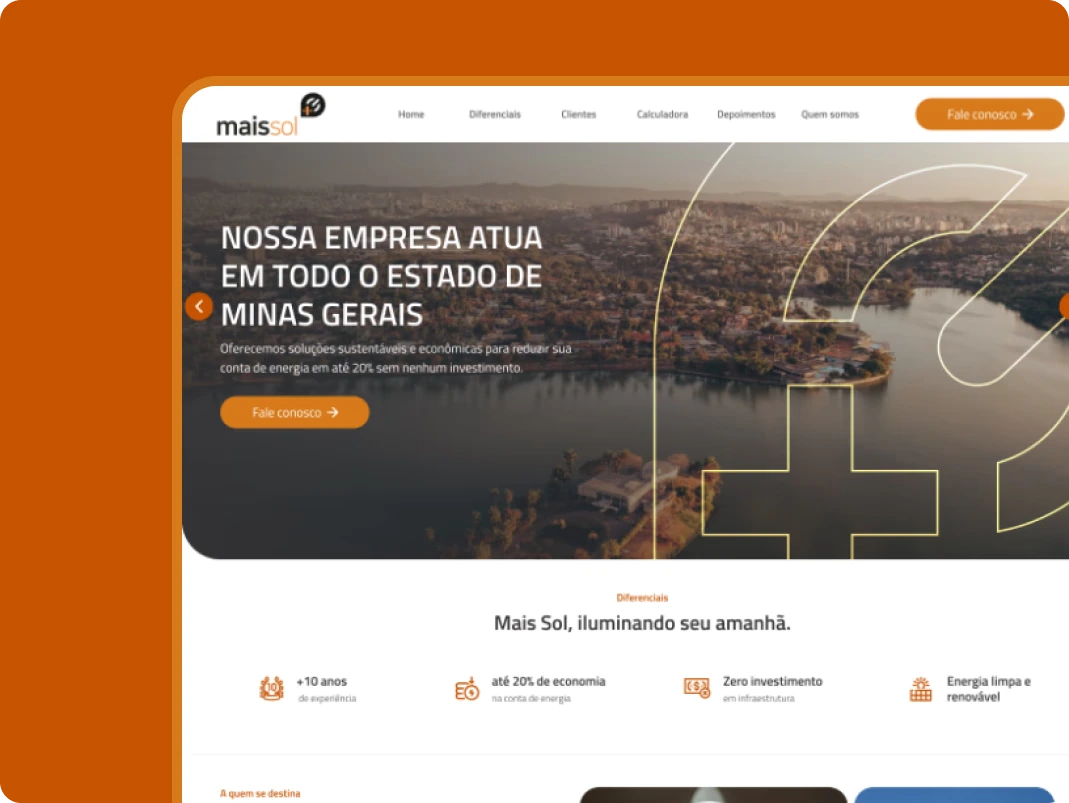 maissol
Home Diferenciais Clientes Calculadora Depoimentos Quem somos Fale conosco
NOSSA EMPRESA ATUA
EM TODO O ESTADO DE
MINAS GERAIS
Oferecemos soluções sustentáveis e econômicas para reduzir sua
conta de energia em até 20% sem nenhum investimento.
Fale conosco
Diferenciais
Mais Sol, iluminando seu amanhã.
10
+10 anos
de experiência
até 20% de economia
na conta de energia
Zero investimento
em infraestrutura
Energia limpa e
renovável
A quem se destina